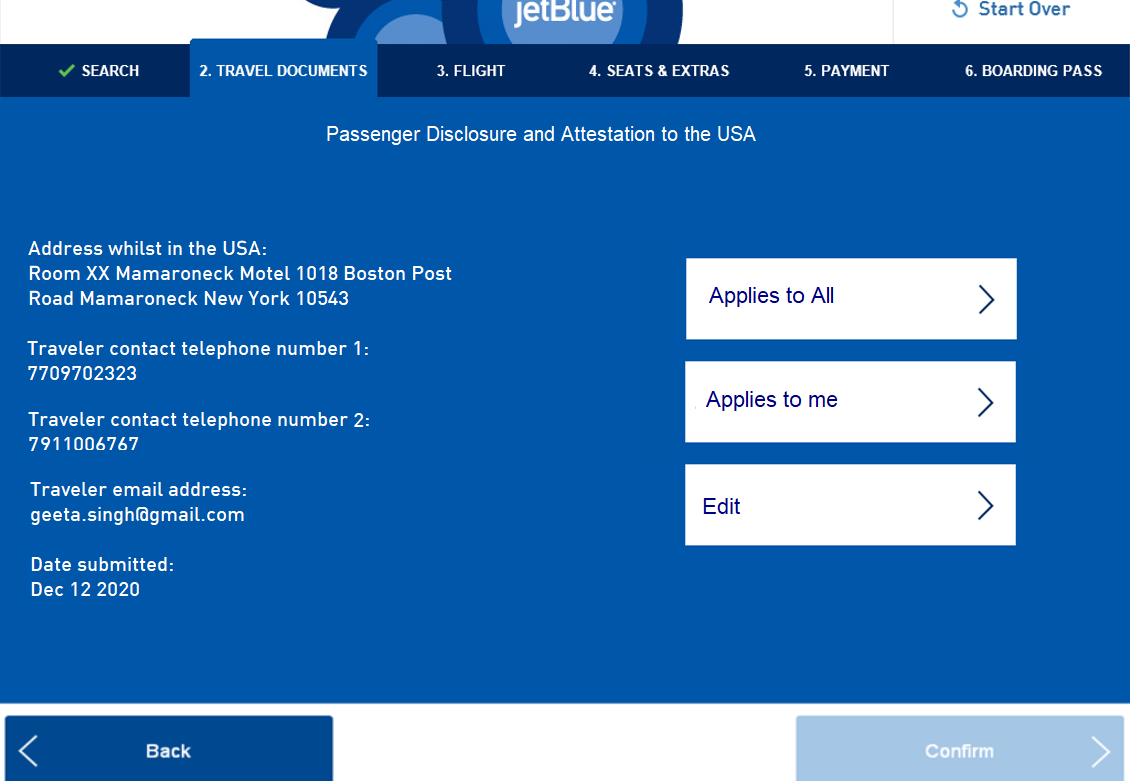 jetBlue
Start Over
SEARCH
2. TRAVEL DOCUMENTS
3. FLIGHT
4. SEATS & EXTRAS
5. PAYMENT
6. BOARDING PASS
Passenger Disclosure and Attestation to the USA
Address whilst in the USA:
Room XX Mamaroneck Motel 1018 Boston Post
Road Mamaroneck New York 10543
Traveler contact telephone number 1:
7709702323
Traveler contact telephone number 2:
7911006767
Traveler email address:
geeta.singh@gmail.com
Date submitted:
Dec 12 2020
Applies to All
Applies to me
Edit
Back
Confirm